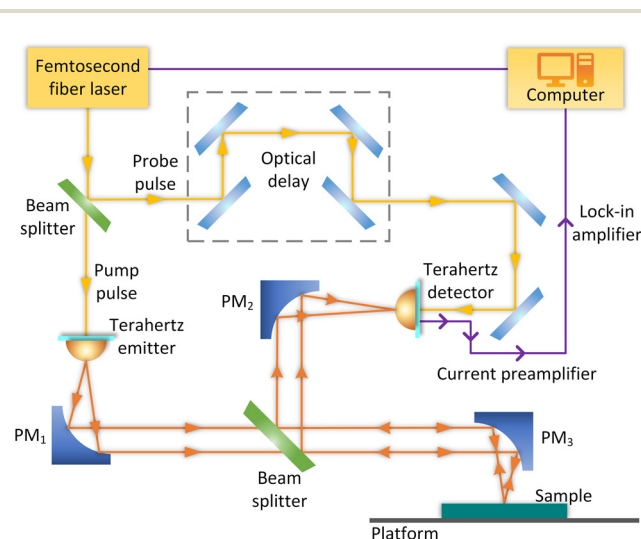 Femtosecond
fiber laser
Computer
Probe
pulse
Optical
delay
Beam
splitter
Lock-in
amplifier
Pump
pulse
Terahertz
detector
PM₂
Terahertz
emitter
Current preamplifier
PM₁
PM₃
Beam
splitter
Sample
Platform